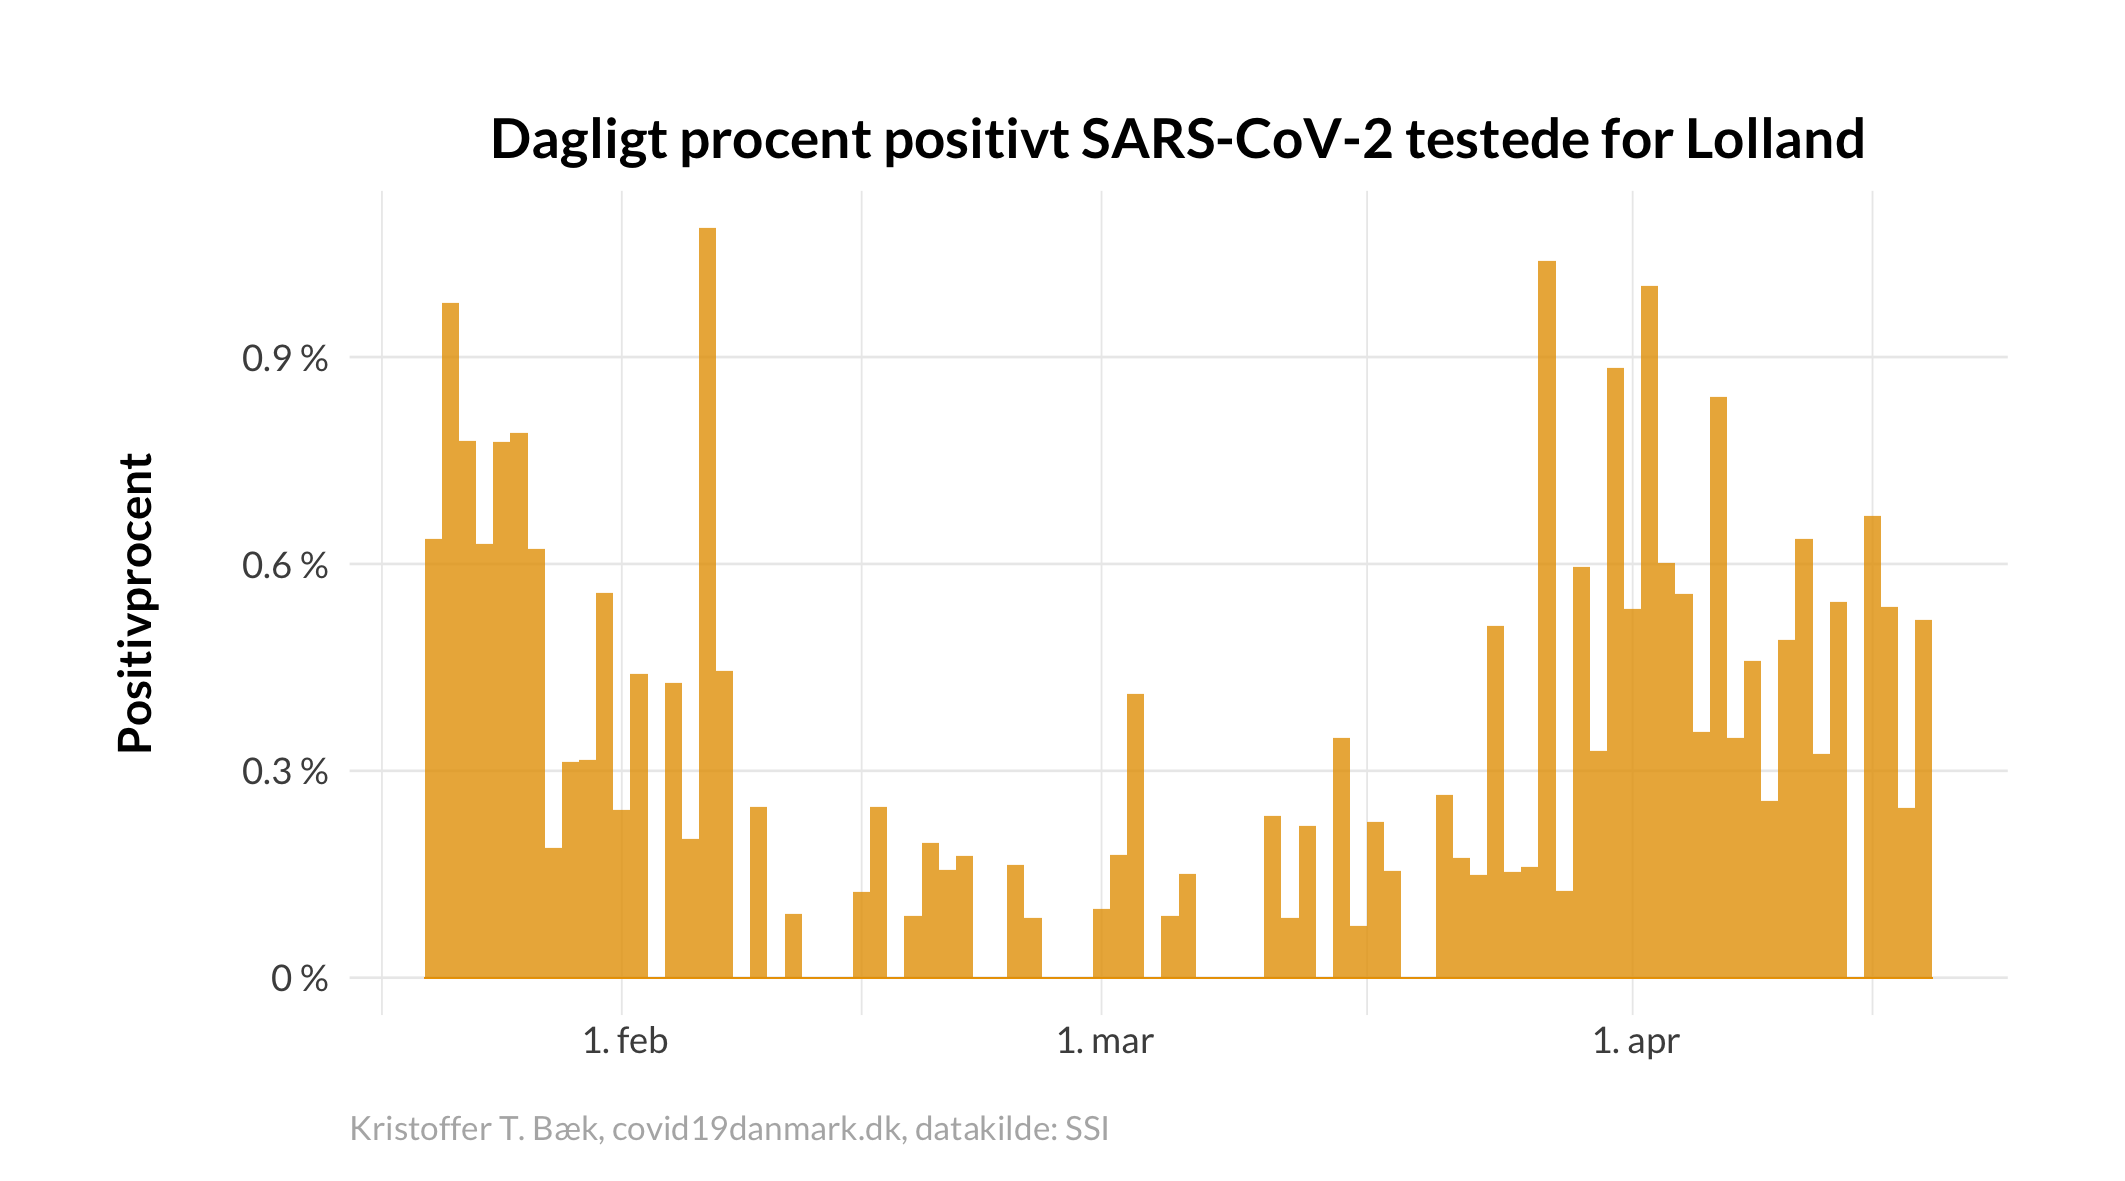 Dagligt procent positivt SARS-CoV-2 testede for Lolland
Positivprocent
0.9 %
0.6 %
0.3 %
0 %
1. feb
1. mar
1. apr
Kristoffer T. Bæk, covid19danmark.dk, datakilde: SSI